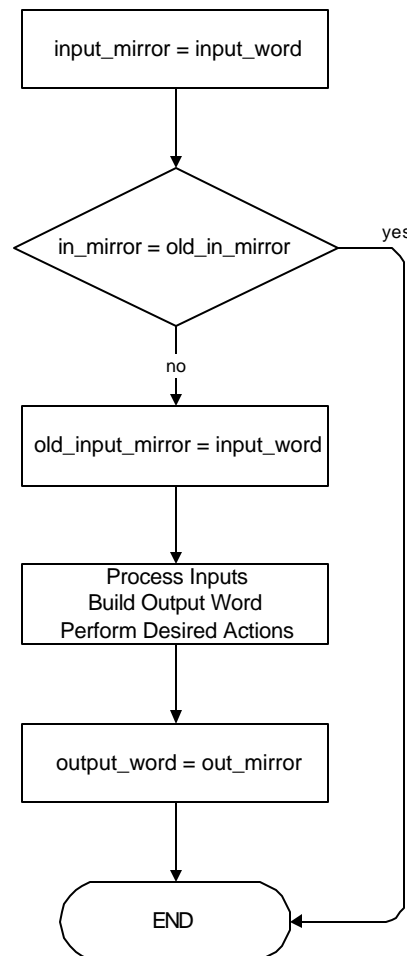 input_mirror = input_word
in_mirror = old_in_mirror
yes
no
old_input_mirror = input_word
Process Inputs
Build Output Word
Perform Desired Actions
output_word = out_mirror
END